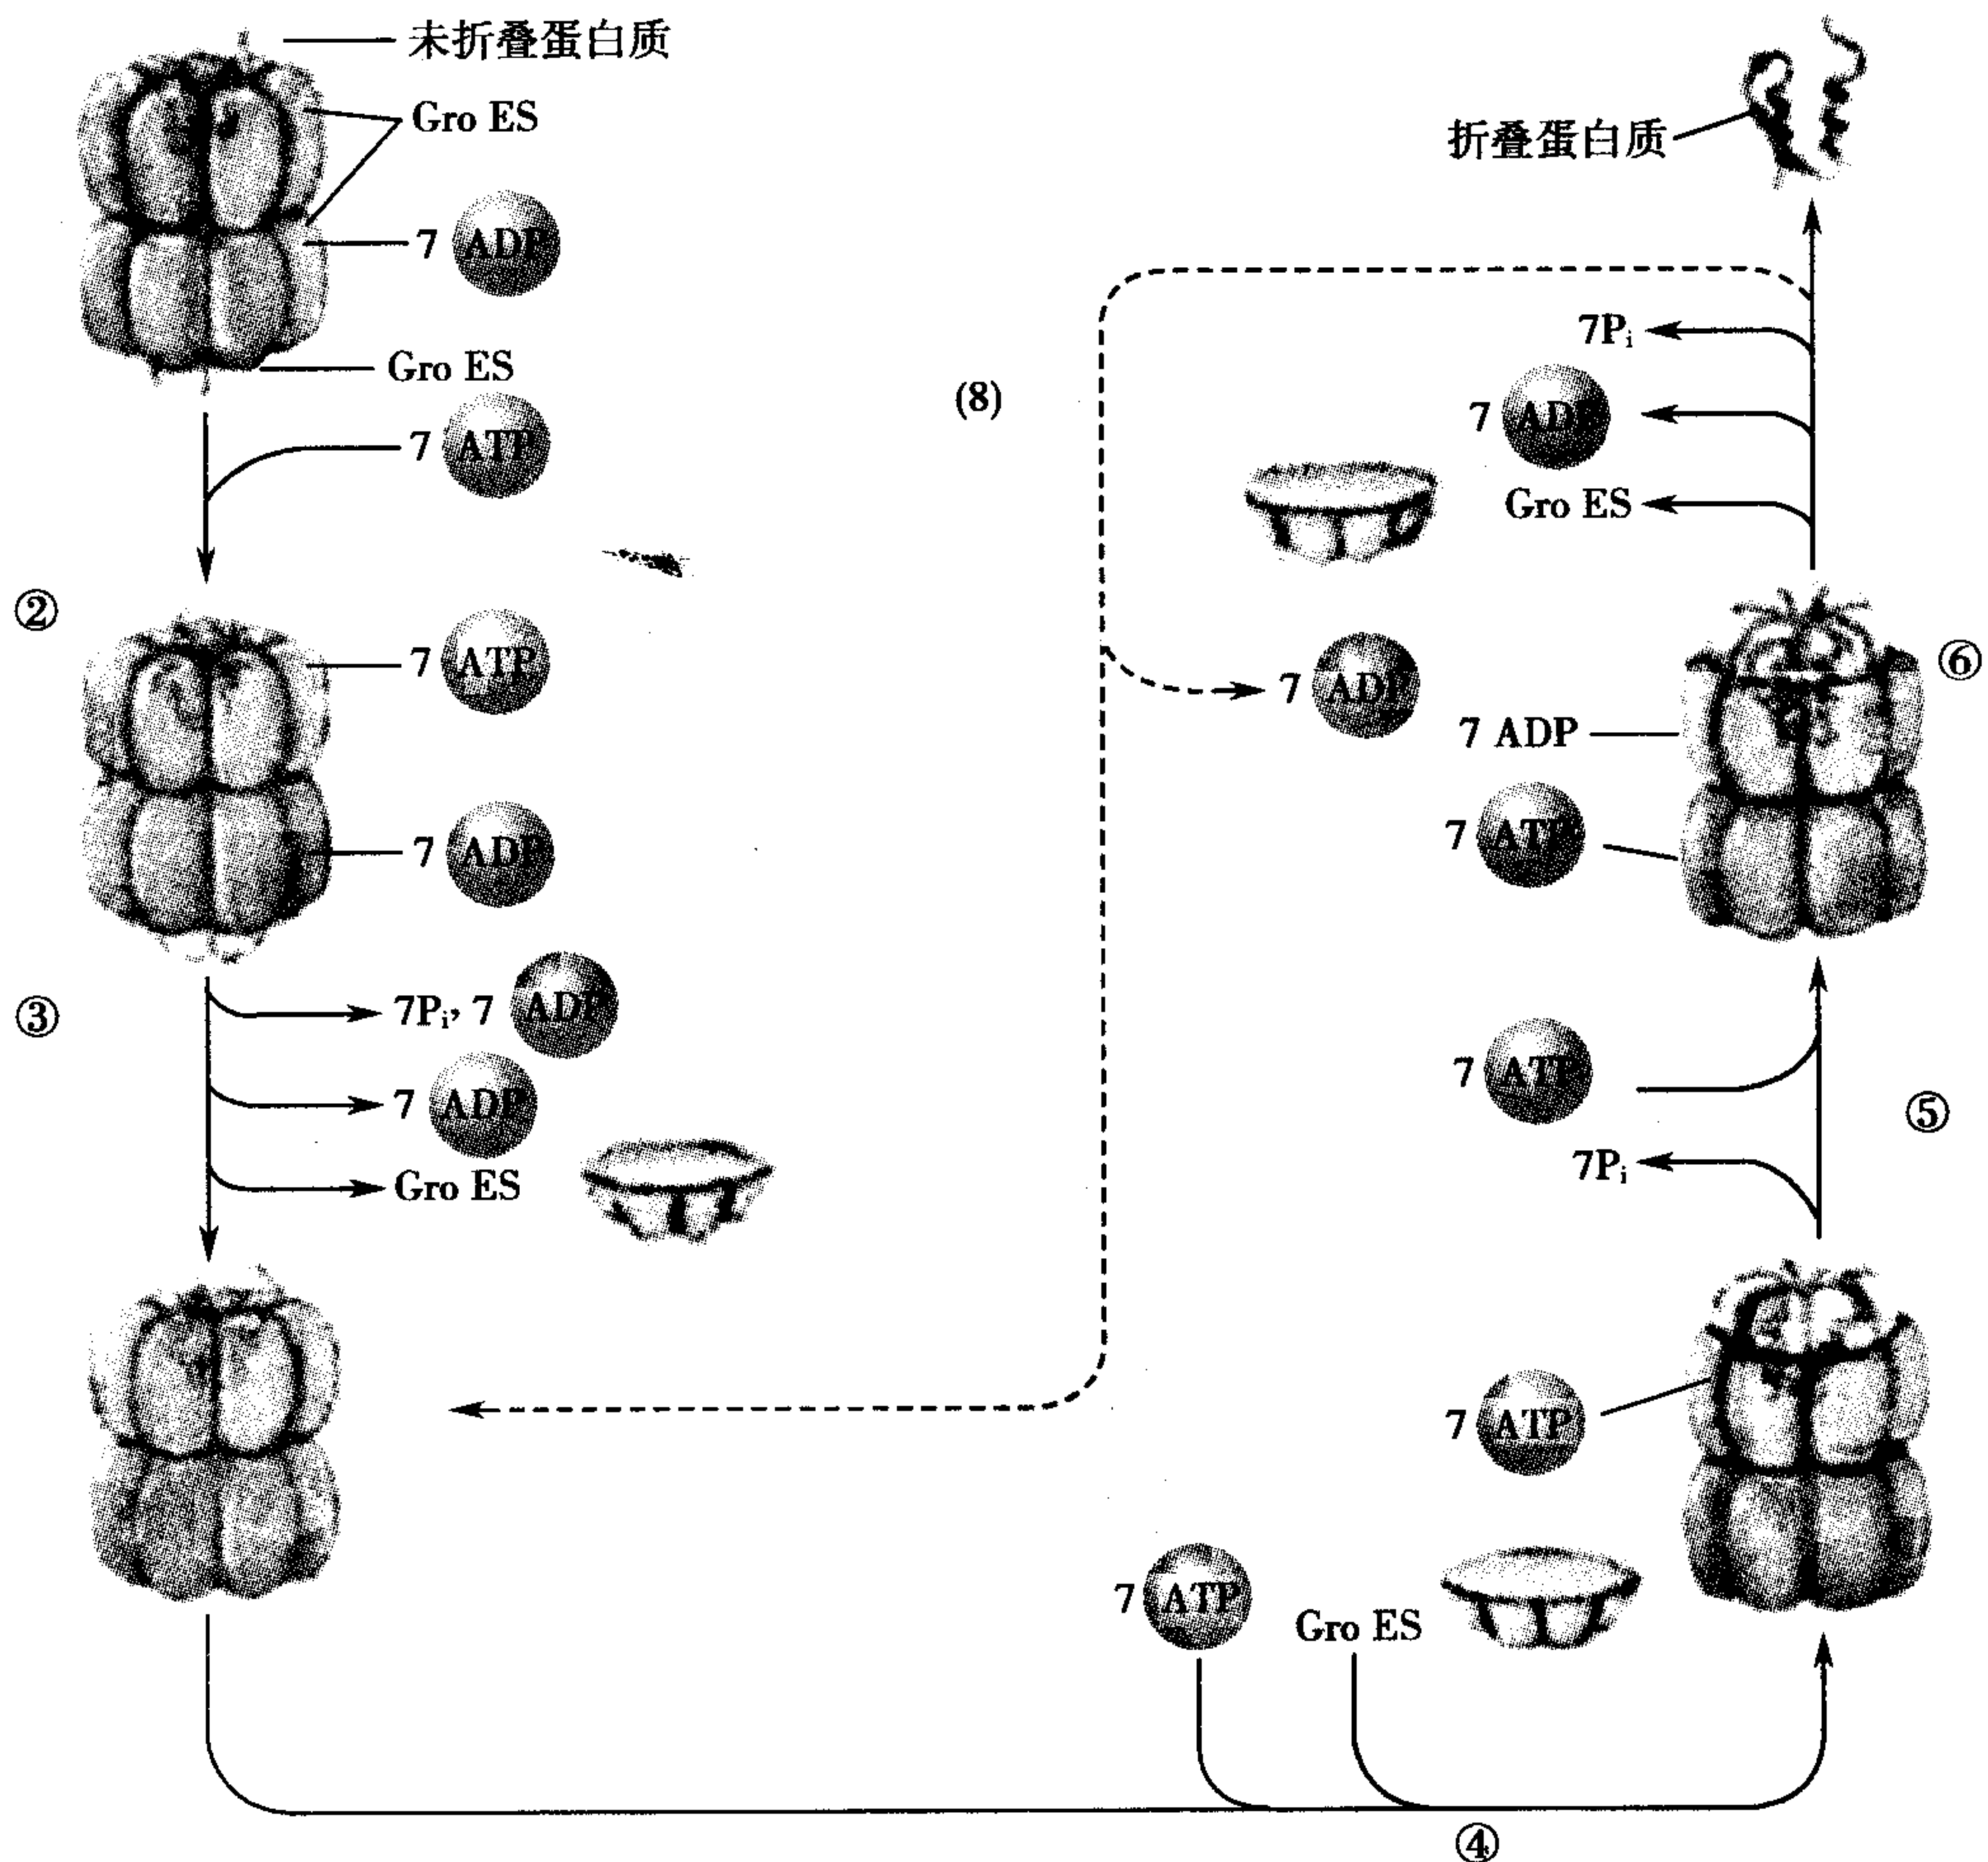 未折叠蛋白质
Gro ES
7 ADP
Gro ES
7 ATP
②
7 ATP
7 ADP
③
7Pi, 7 ADP
7 ADP
Gro ES
折叠蛋白质
7Pi
(8)
7 ADP
Gro ES
7 ADP
⑥
7 ADP
7 ATP
7 ATP
⑤
7Pi
7 ATP
7 ATP
Gro ES
④